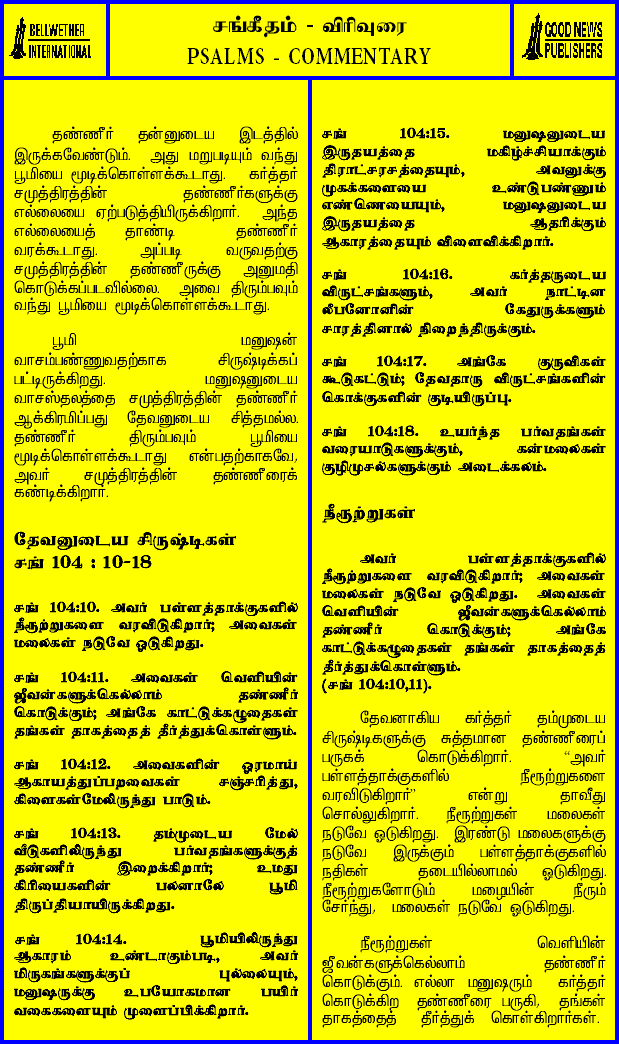 BELLWETHER
INTERNATIONAL
சங்கீதம் - விரிவுரை
PSALMS - COMMENTARY
GOOD NEWS
PUBLISHERS
தண்ணீர் தன்னுடைய இடத்தில்
இருக்கவேண்டும். அது மறுபடியும் வந்து
பூமியை மூடிக்கொள்ளக்கூடாது. கர்த்தர்
சமுத்திரத்தின் தண்ணீர்களுக்கு
எல்லையை ஏற்படுத்தியிருக்கிறார். அந்த
எல்லையைத் தாண்டி தண்ணீர்
வரக்கூடாது. அப்படி வருவதற்கு
சமுத்திரத்தின் தண்ணீருக்கு அனுமதி
கொடுக்கப்படவில்லை. அவை திரும்பவும்
வந்து பூமியை மூடிக்கொள்ளக்கூடாது.
பூமி மனுஷன்
வாசம்பண்ணுவதற்காக சிருஷ்டிக்கப்
பட்டிருக்கிறது. மனுஷனுடைய
வாசஸ்தலத்தை சமுத்திரத்தின் தண்ணீர்
ஆக்கிரமிப்பது தேவனுடைய சித்தமல்ல.
தண்ணீர் திரும்பவும் பூமியை
மூடிக்கொள்ளக்கூடாது என்பதற்காகவே,
அவர் சமுத்திரத்தின் தண்ணீரைக்
கண்டிக்கிறார்.
தேவனுடைய சிருஷ்டிகள்
சங் 104 : 10-18
சங் 104:10. அவர் பள்ளத்தாக்குகளில்
நீரூற்றுகளை வரவிடுகிறார்; அவைகள்
மலைகள் நடுவே ஓடுகிறது.
சங் 104:11. அவைகள் வெளியின்
ஜீவன்களுக்கெல்லாம் தண்ணீர்
கொடுக்கும்; அங்கே காட்டுக்கழுதைகள்
தங்கள் தாகத்தைத் தீர்த்துக்கொள்ளும்.
சங் 104:12. அவைகளின் ஓரமாய்
ஆகாயத்துப்பறவைகள் சஞ்சரித்து,
கிளைகள்மேலிருந்து பாடும்.
சங் 104:13. தம்முடைய மேல்
வீடுகளிலிருந்து பர்வதங்களுக்குத்
தண்ணீர் இறைக்கிறார்; உமது
கிரியைகளின் பலனாலே பூமி
திருப்தியாயிருக்கிறது.
சங் 104:14. பூமியிலிருந்து
ஆகாரம் உண்டாகும்படி, அவர்
மிருகங்களுக்குப் புல்லையும்,
மனுஷருக்கு உபயோகமான பயிர்
வகைகளையும் முளைப்பிக்கிறார்.
சங் 104:15. மனுஷனுடைய
இருதயத்தை மகிழ்ச்சியாக்கும்
திராட்சரசத்தையும், அவனுக்கு
முகக்களையை உண்டுபண்ணும்
எண்ணெயையும், மனுஷனுடைய
இருதயத்தை ஆதரிக்கும்
ஆகாரத்தையும் விளைவிக்கிறார்.
சங் 104:16. கர்த்தருடைய
விருட்சங்களும், அவர் நாட்டின
லீபனோனின் கேதுருக்களும்
சாரத்தினால் நிறைந்திருக்கும்.
சங் 104:17. அங்கே குருவிகள்
கூடுகட்டும்; தேவதாரு விருட்சங்களின்
கொக்குகளின் குடியிருப்பு.
சங் 104:18. உயர்ந்த பர்வதங்கள்
வரையாடுகளுக்கும், கன்மலைகள்
குழிமுசல்களுக்கும் அடைக்கலம்.
நீரூற்றுகள்
அவர் பள்ளத்தாக்குகளில்
நீரூற்றுகளை வரவிடுகிறார்; அவைகள்
மலைகள் நடுவே ஓடுகிறது. அவைகள்
வெளியின் ஜீவன்களுக்கெல்லாம்
தண்ணீர் கொடுக்கும்; அங்கே
காட்டுக்கழுதைகள் தங்கள் தாகத்தைத்
தீர்த்துக்கொள்ளும்.
(சங் 104:10,11).
தேவனாகிய கர்த்தர் தம்முடைய
சிருஷ்டிகளுக்கு சுத்தமான தண்ணீரைப்
பருகக் கொடுக்கிறார். “அவர்
பள்ளத்தாக்குகளில் நீரூற்றுகளை
வரவிடுகிறார்” என்று தாவீது
சொல்லுகிறார். நீரூற்றுகள் மலைகள்
நடுவே ஓடுகிறது. இரண்டு மலைகளுக்கு
நடுவே இருக்கும் பள்ளத்தாக்குகளில்
நதிகள் தடையில்லாமல் ஓடுகிறது.
நீரூற்றுகளோடும் மழையின் நீரும்
சேர்ந்து, மலைகள் நடுவே ஓடுகிறது.
நீரூற்றுகள் வெளியின்
ஜீவன்களுக்கெல்லாம் தண்ணீர்
கொடுக்கும். எல்லா மனுஷரும் கர்த்தர்
கொடுக்கிற தண்ணீரை பருகி, தங்கள்
தாகத்தைத் தீர்த்துக் கொள்கிறார்கள்.